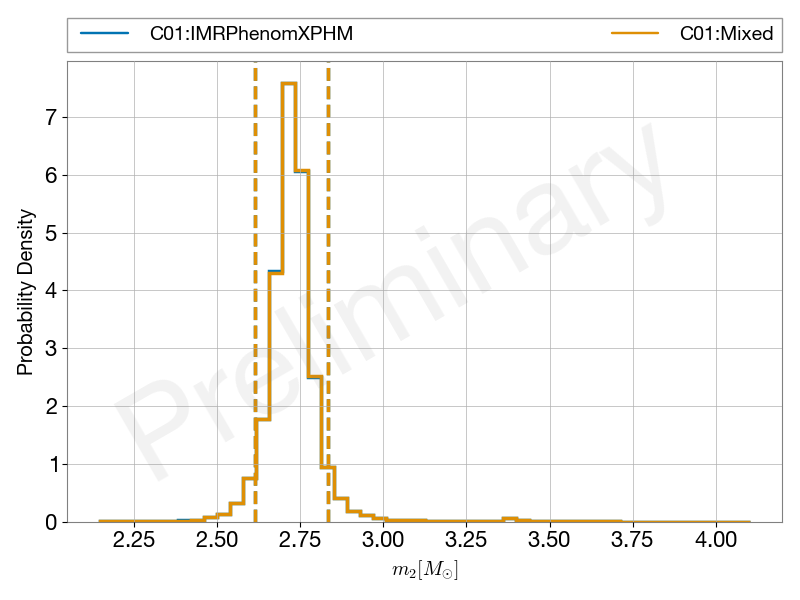 C01:IMRPhenomXPHM
C01:Mixed
7
6
5
4
3
2
1
0
Probability Density
Preliminary
2.25 2.50 2.75 3.00 3.25 3.50 3.75 4.00
m₂[M☉]